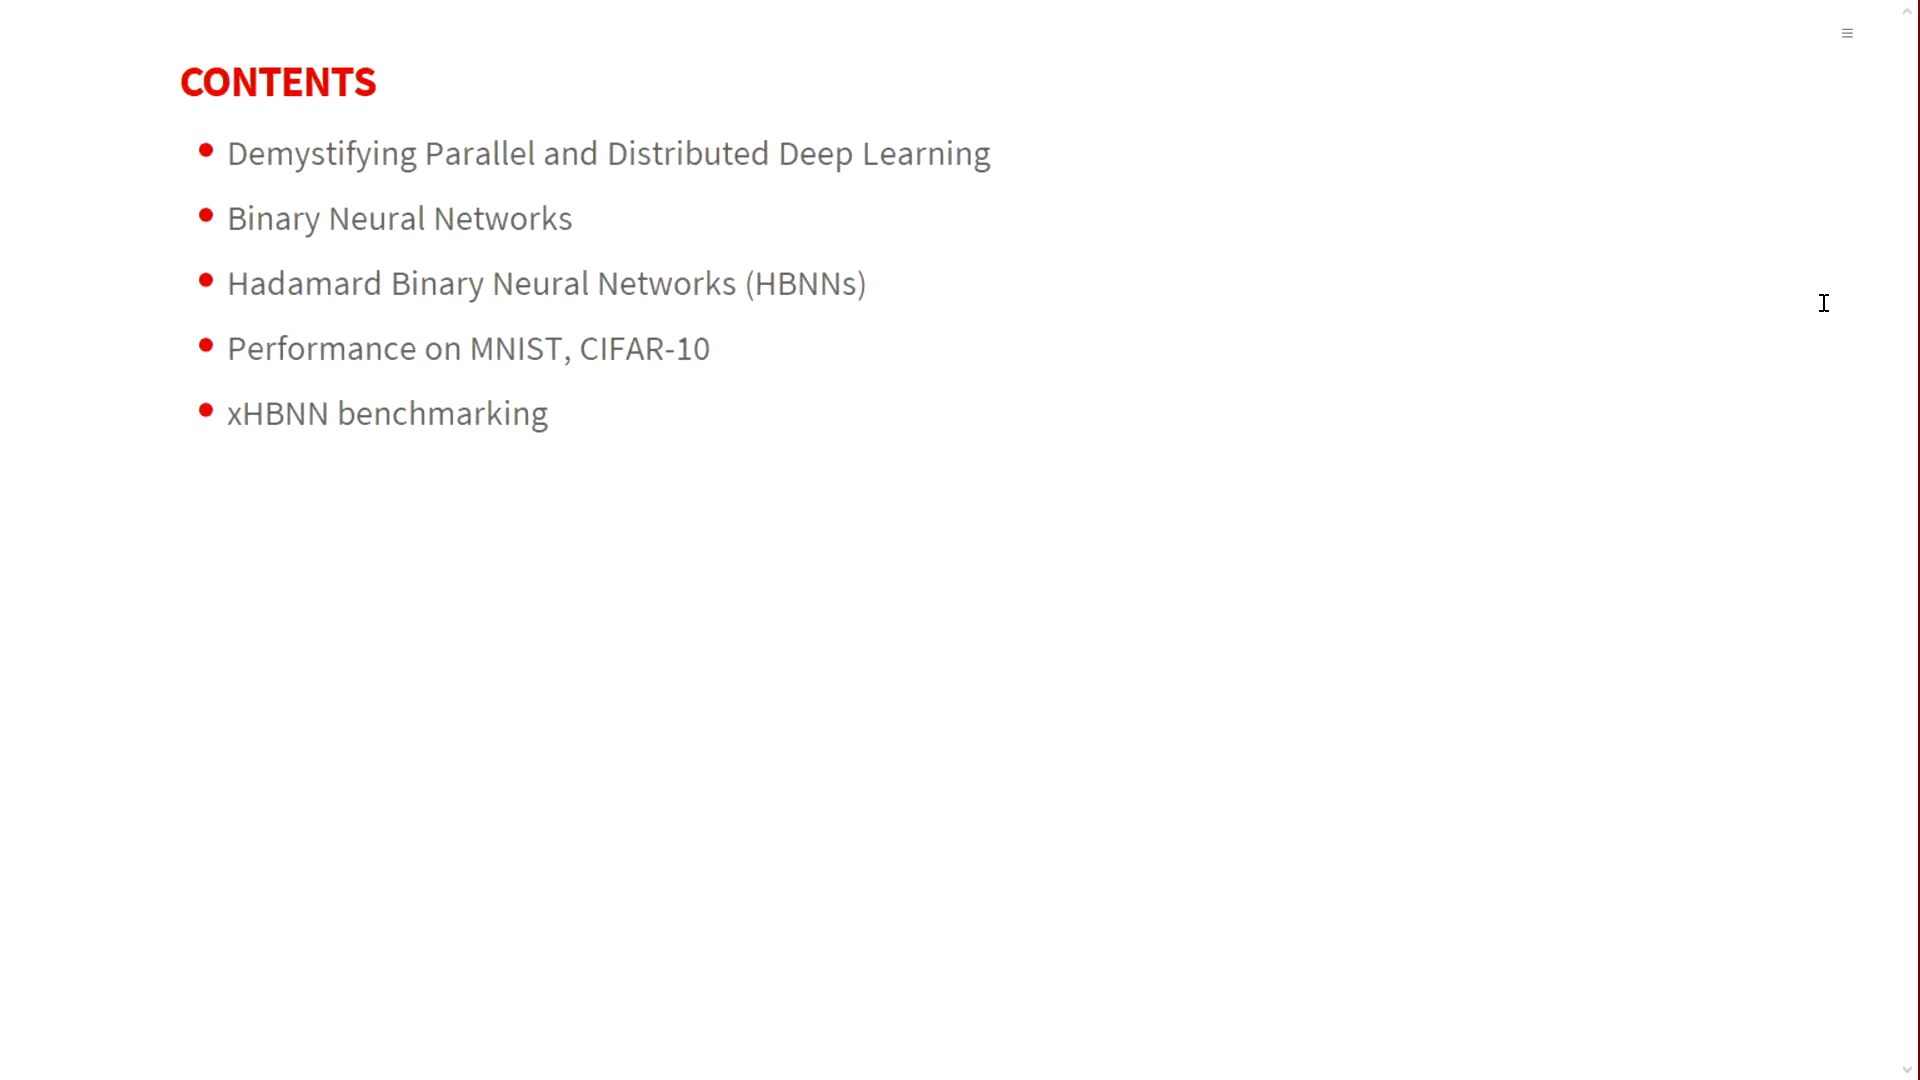 CONTENTS
Demystifying Parallel and Distributed Deep Learning
Binary Neural Networks
Hadamard Binary Neural Networks (HBNNs)
Performance on MNIST, CIFAR-10
xHBNN benchmarking